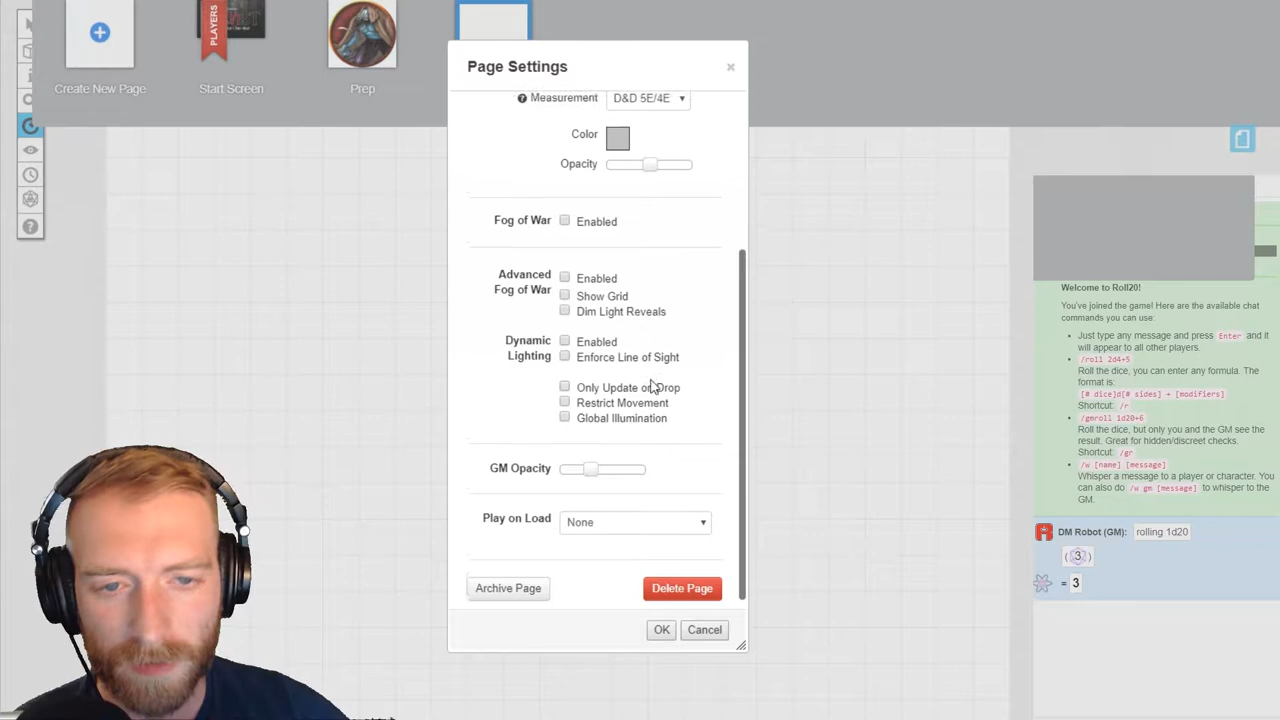 PLAYERS
Create New Page
Start Screen
Prep
Page Settings
×
Measurement D&D 5E/4E
Color
Opacity
Fog of War Enabled
Advanced Fog of War
Enabled
Show Grid
Dim Light Reveals
Dynamic Lighting
Enabled
Enforce Line of Sight
Only Update on Drop
Restrict Movement
Global Illumination
GM Opacity
Play on Load None
Archive Page Delete Page
OK Cancel
Welcome to Roll20!
You've joined the game! Here are the available chat
commands you can use:
Just type any message and press Enter and it
will appear to all other players.
/roll 2d4+5
Roll the dice, you can enter any formula. The
format is:
[# dice]d[# sides] + [modifiers]
Shortcut: /r
/gmroll 1d20+6
Roll the dice, but only you and the GM see the
result. Great for hidden/discreet checks.
Shortcut: /gr
/w [name] [message]
Whisper a message to a player or character. You
can also do /w gm [message] to whisper to the
GM.
DM Robot (GM): rolling 1d20
(3)
= 3